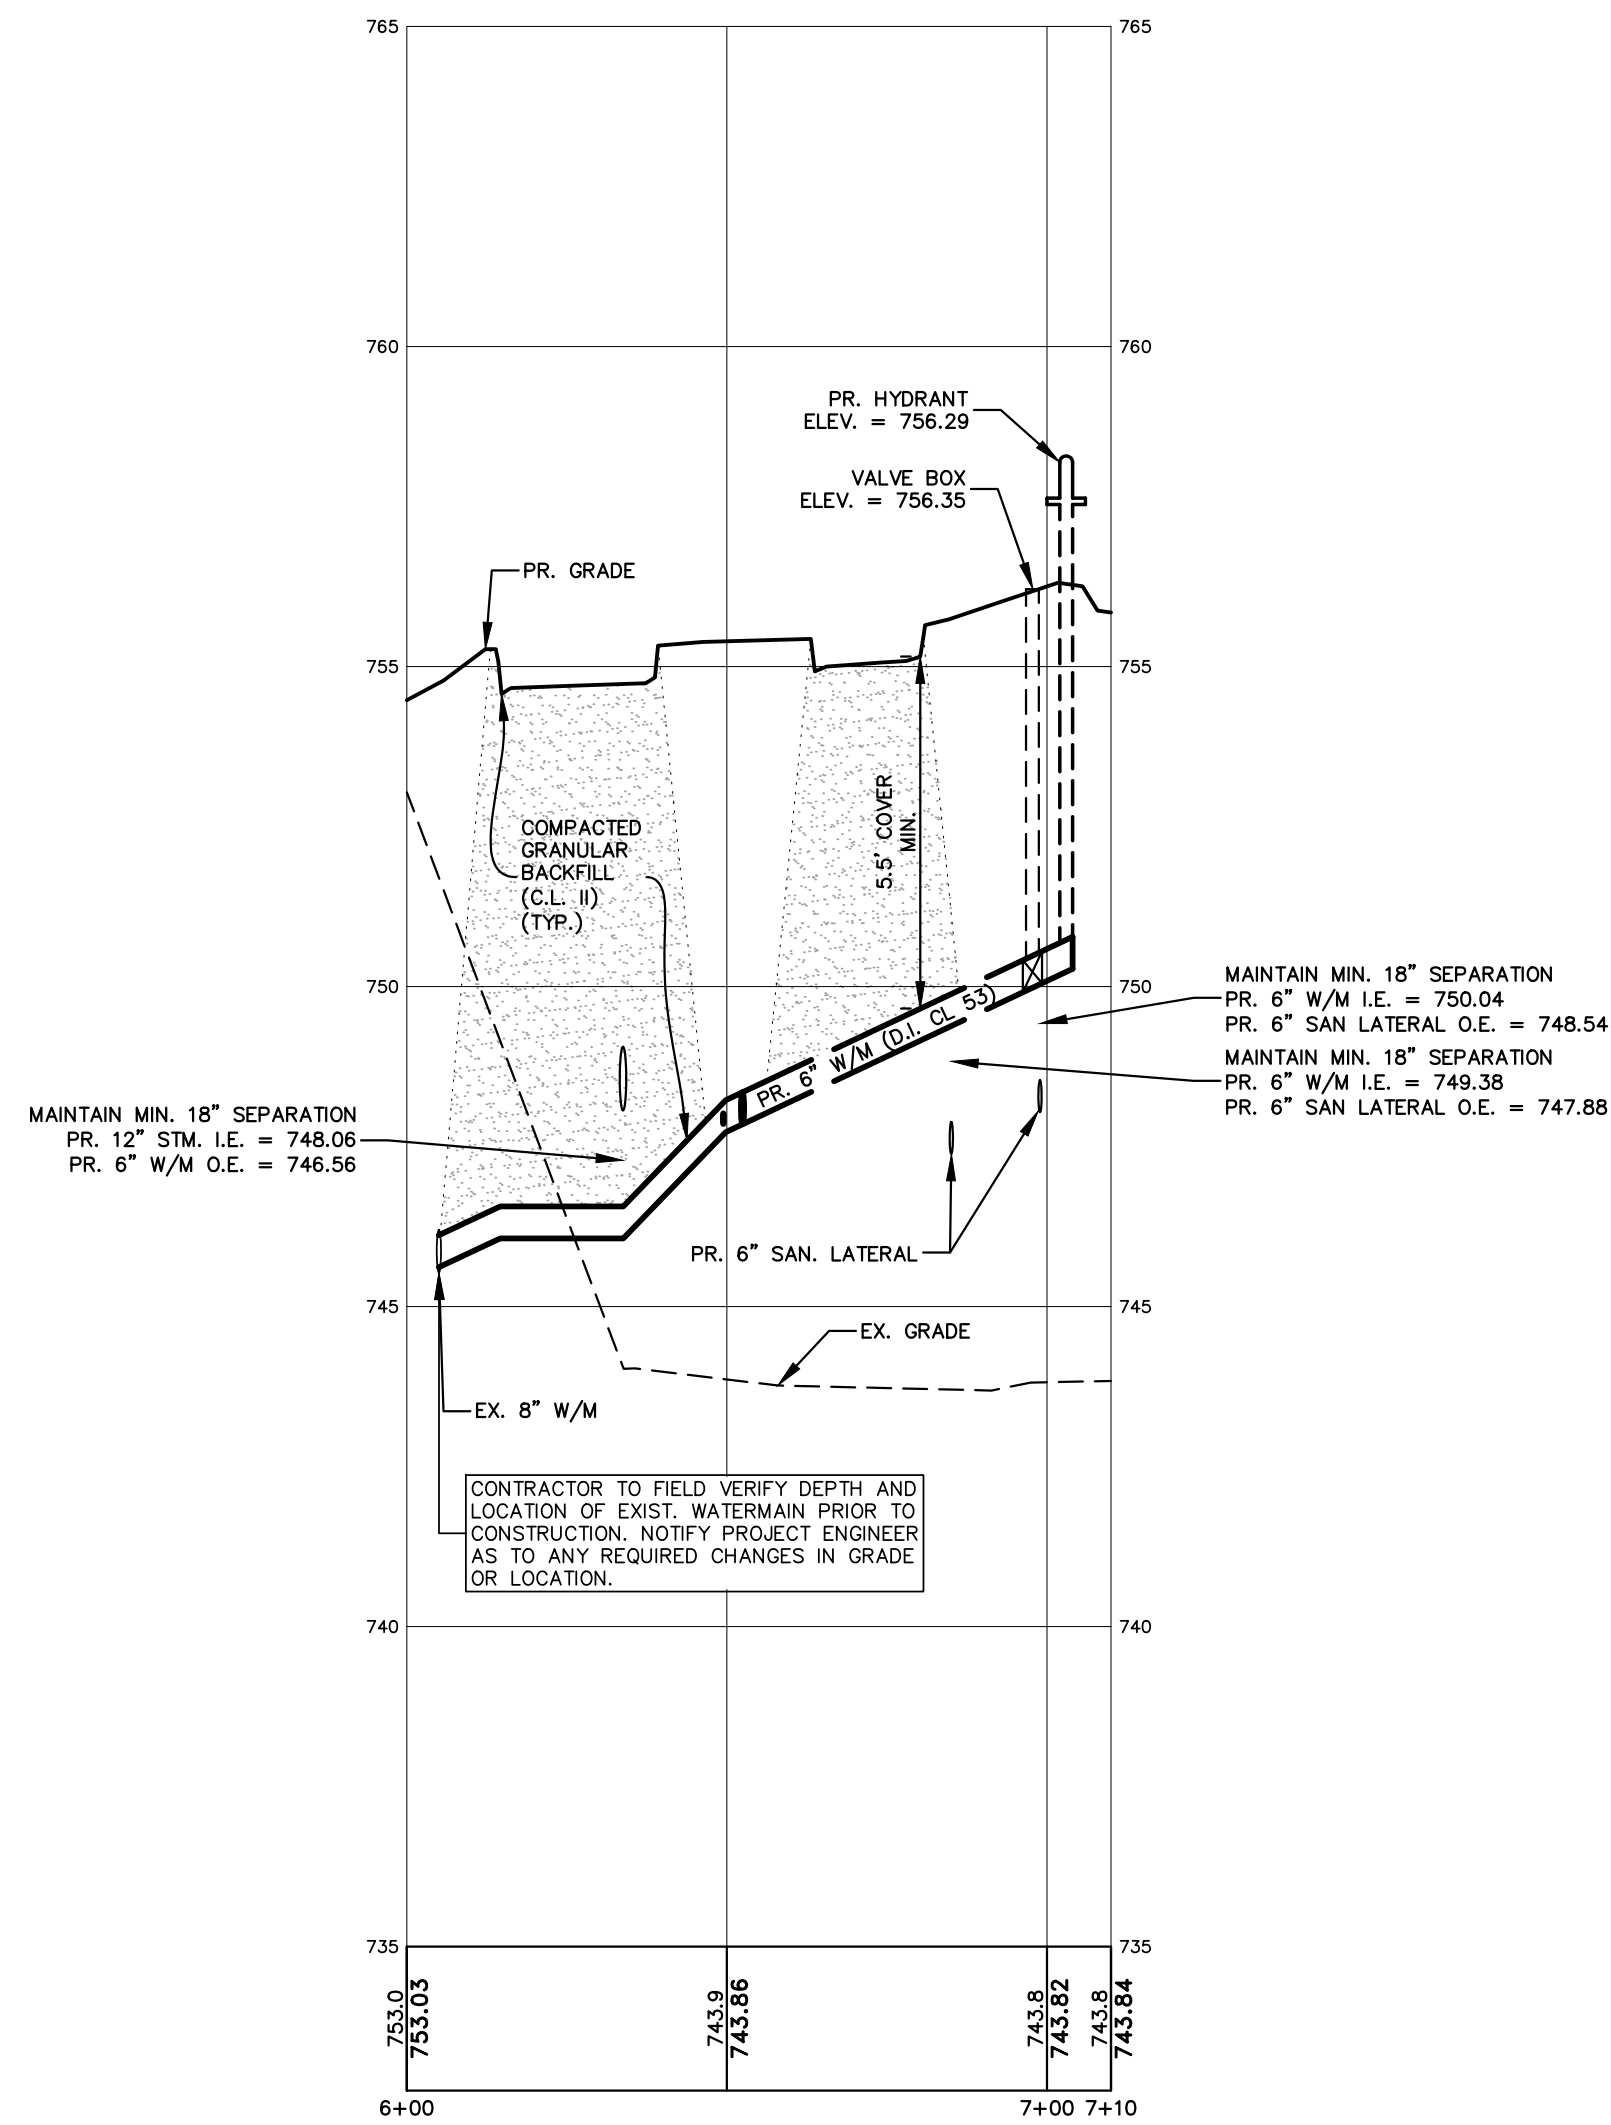 765
765
760
760
PR. HYDRANT
ELEV. = 756.29
VALVE BOX
ELEV. = 756.35
PR. GRADE
755
755
5.5' COVER
MIN.
COMPACTED
GRANULAR
BACKFILL
(C.L. II)
(TYP.)
750
750
MAINTAIN MIN. 18" SEPARATION
PR. 6" W/M I.E. = 750.04
PR. 6" SAN LATERAL O.E. = 748.54
MAINTAIN MIN. 18" SEPARATION
PR. 6" W/M I.E. = 749.38
PR. 6" SAN LATERAL O.E. = 747.88
PR. 6" W/M (D.I. CL 53)
MAINTAIN MIN. 18" SEPARATION
PR. 12" STM. I.E. = 748.06
PR. 6" W/M O.E. = 746.56
PR. 6" SAN. LATERAL
745
745
EX. GRADE
EX. 8" W/M
CONTRACTOR TO FIELD VERIFY DEPTH AND
LOCATION OF EXIST. WATERMAIN PRIOR TO
CONSTRUCTION. NOTIFY PROJECT ENGINEER
AS TO ANY REQUIRED CHANGES IN GRADE
OR LOCATION.
740
740
735
735
753.0
753.03
743.9
743.86
743.8
743.82
743.8
743.84
6+00
7+00
7+10